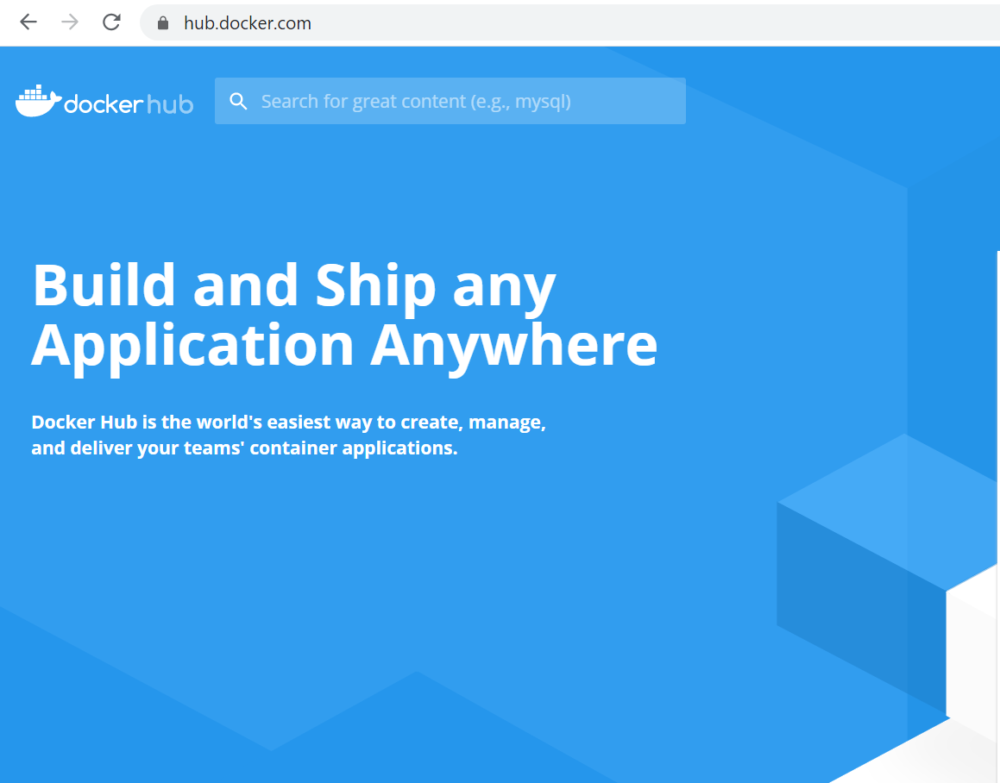 hub.docker.com
docker hub
Search for great content (e.g., mysql)
Build and Ship any
Application Anywhere
Docker Hub is the world's easiest way to create, manage,
and deliver your teams' container applications.